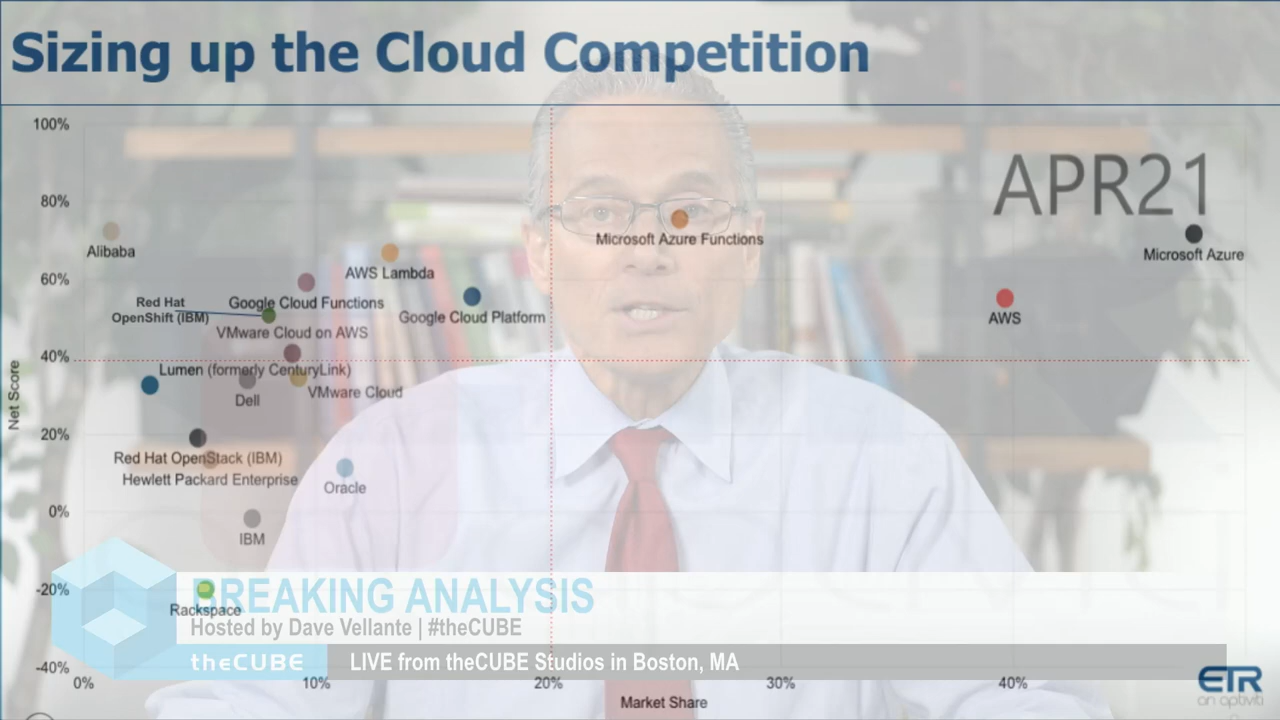 Sizing up the Cloud Competition
100%
APR21
80%
Alibaba
Microsoft Azure Functions
Microsoft Azure
AWS Lambda
60%
Red Hat
OpenShift (IBM)
Google Cloud Functions
Google Cloud Platform
AWS
VMware Cloud on AWS
40%
Lumen (formerly CenturyLink)
Dell
VMware Cloud
Net Score
20%
Red Hat OpenStack (IBM)
Hewlett Packard Enterprise
Oracle
0%
IBM
-20%
Rackspace
BREAKING ANALYSIS
Hosted by Dave Vellante | #theCUBE
theCUBE
LIVE from theCUBE Studios in Boston, MA
-40%
0%
10%
20%
30%
40%
Market Share
ETR
an aptiviti